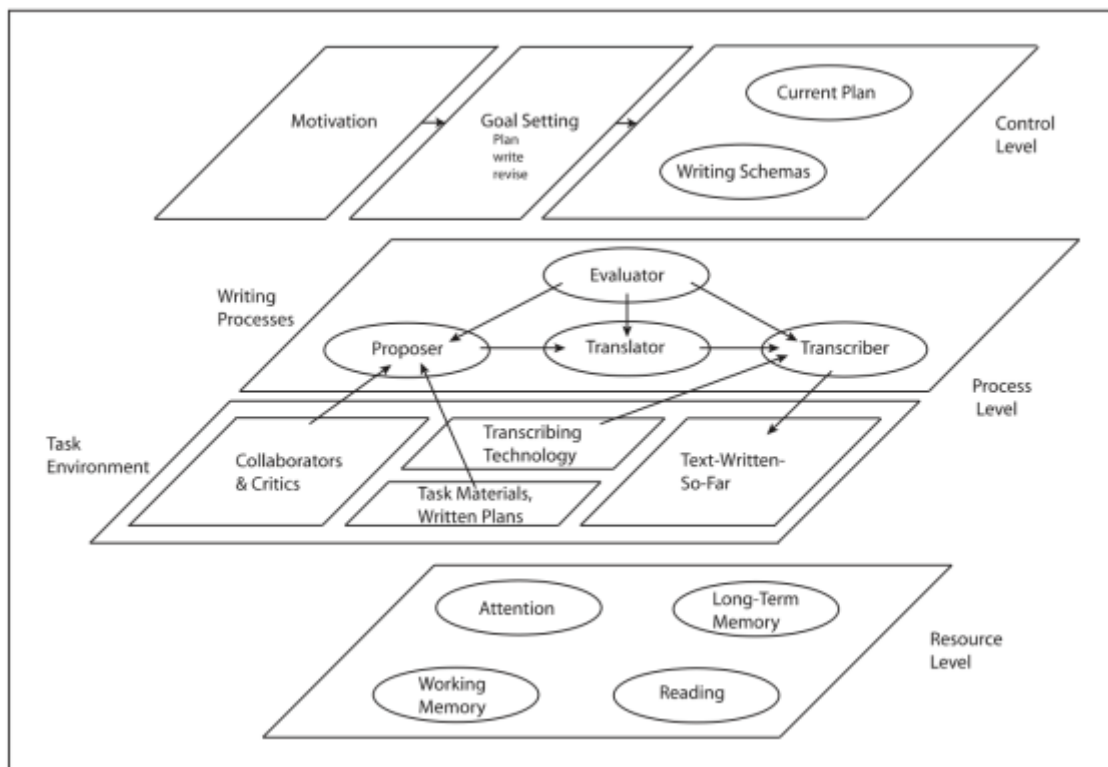 Motivation
Goal Setting
Plan
write
revise
Current Plan
Writing Schemas
Control
Level
Writing
Processes
Evaluator
Proposer
Translator
Transcriber
Process
Level
Task
Environment
Collaborators
& Critics
Transcribing
Technology
Task Materials,
Written Plans
Text-Written-
So-Far
Attention
Long-Term
Memory
Working
Memory
Reading
Resource
Level